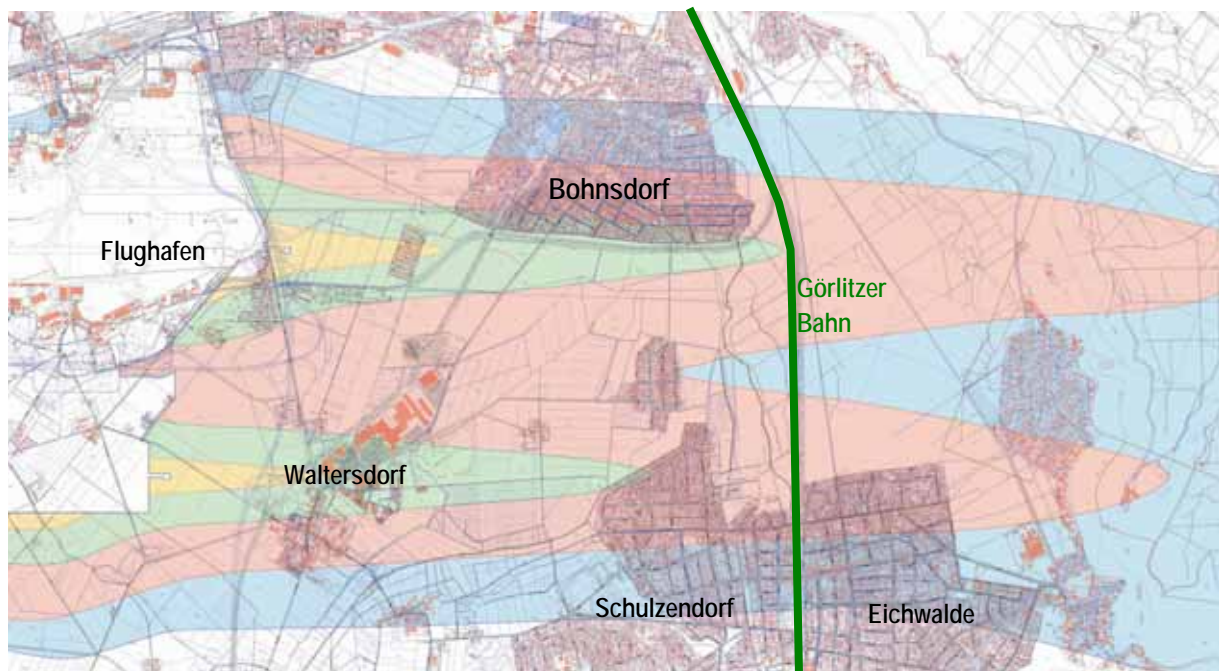 Bohnsdorf
Flughafen
Görlitzer
Bahn
Waltersdorf
Schulzendorf
Eichwalde